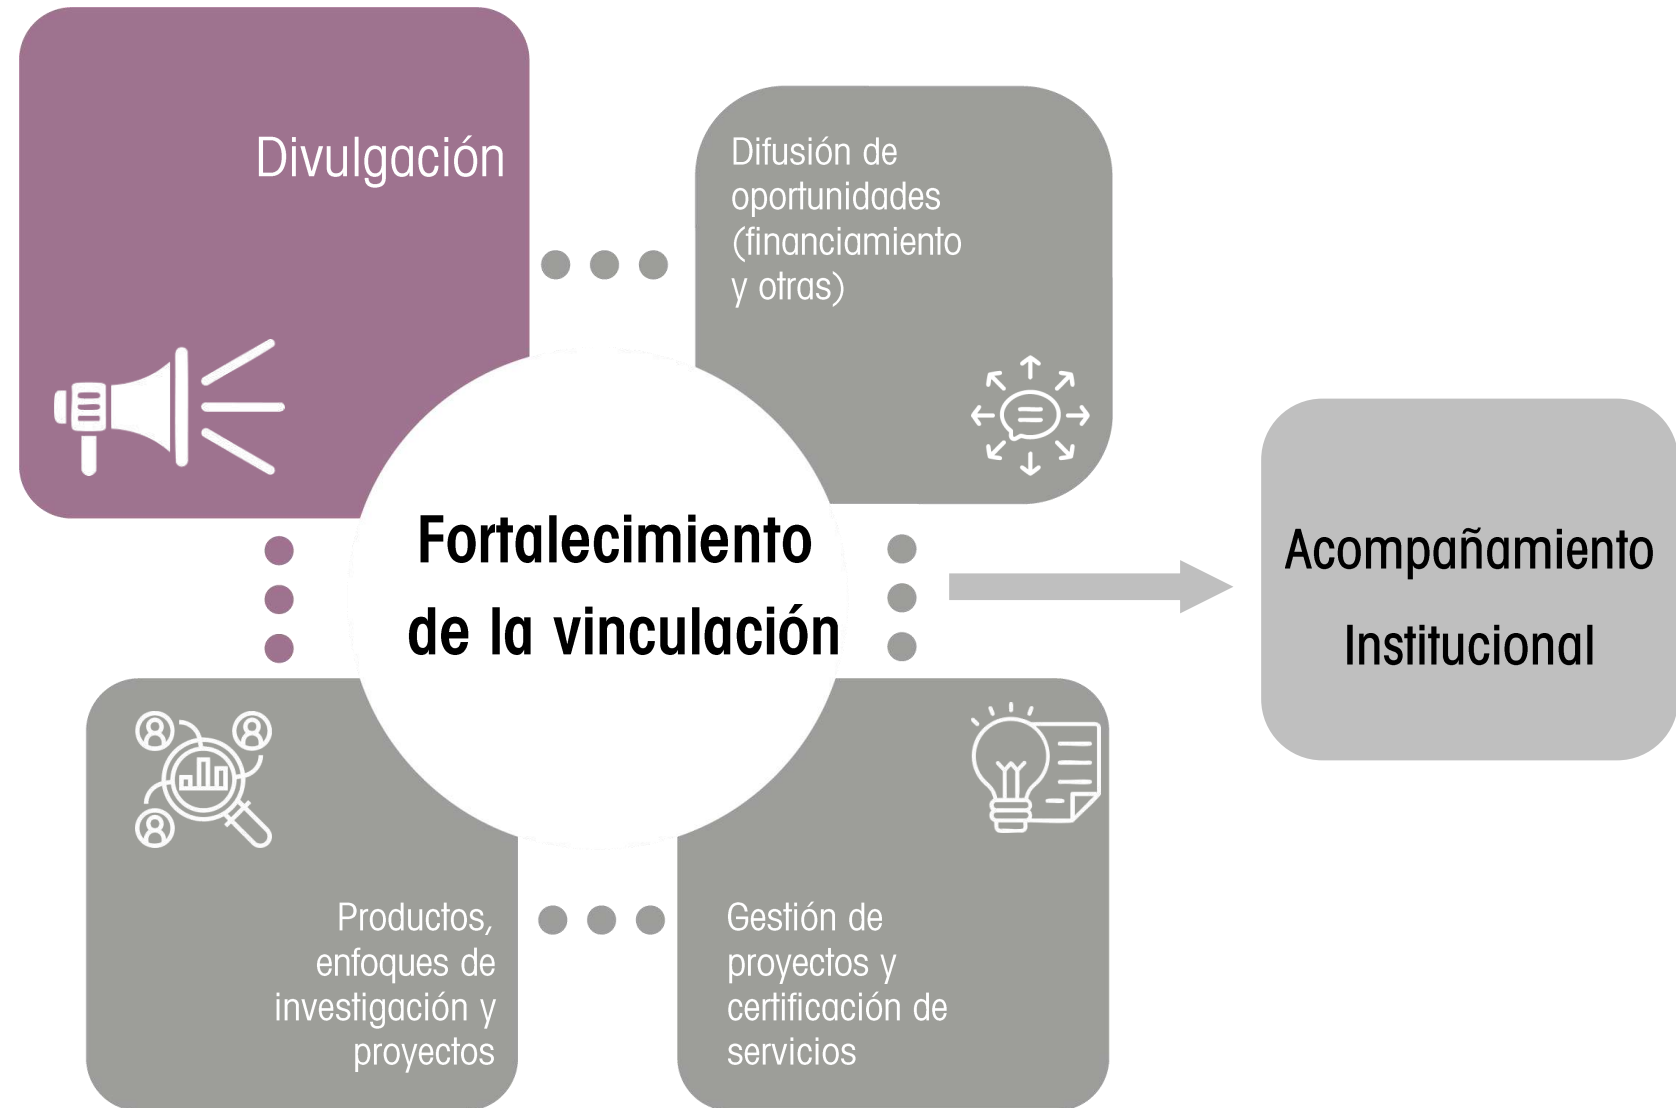 Divulgación
Difusión de
oportunidades
(financiamiento
y otras)
Fortalecimiento
de la vinculación
Acompañamiento
Institucional
Productos,
enfoques de
investigación y
proyectos
Gestión de
proyectos y
certificación de
servicios